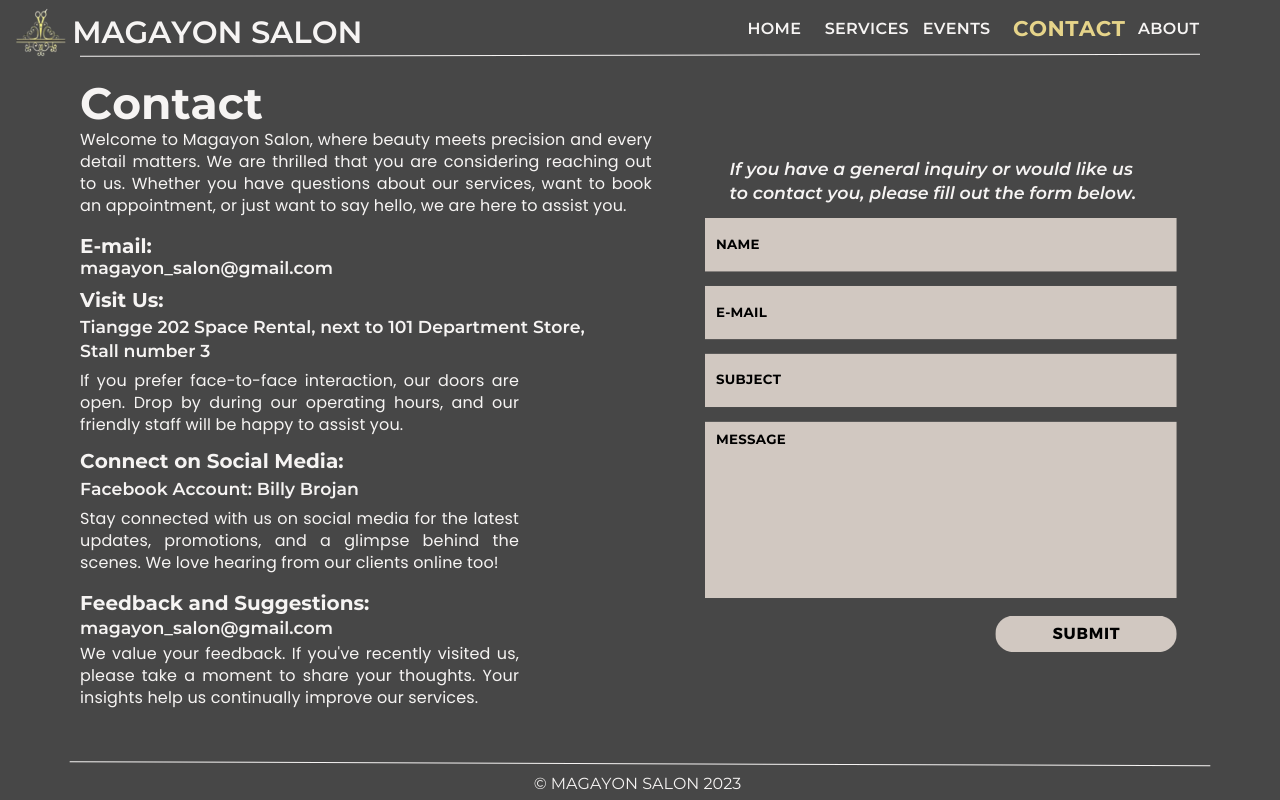 MAGAYON SALON
HOME SERVICES EVENTS CONTACT ABOUT
Contact
Welcome to Magayon Salon, where beauty meets precision and every
detail matters. We are thrilled that you are considering reaching out
to us. Whether you have questions about our services, want to book
an appointment, or just want to say hello, we are here to assist you.
E-mail:
magayon_salon@gmail.com
Visit Us:
Tiangge 202 Space Rental, next to 101 Department Store,
Stall number 3
If you prefer face-to-face interaction, our doors are
open. Drop by during our operating hours, and our
friendly staff will be happy to assist you.
Connect on Social Media:
Facebook Account: Billy Brojan
Stay connected with us on social media for the latest
updates, promotions, and a glimpse behind the
scenes. We love hearing from our clients online too!
Feedback and Suggestions:
magayon_salon@gmail.com
We value your feedback. If you've recently visited us,
please take a moment to share your thoughts. Your
insights help us continually improve our services.
If you have a general inquiry or would like us
to contact you, please fill out the form below.
NAME
E-MAIL
SUBJECT
MESSAGE
SUBMIT
© MAGAYON SALON 2023